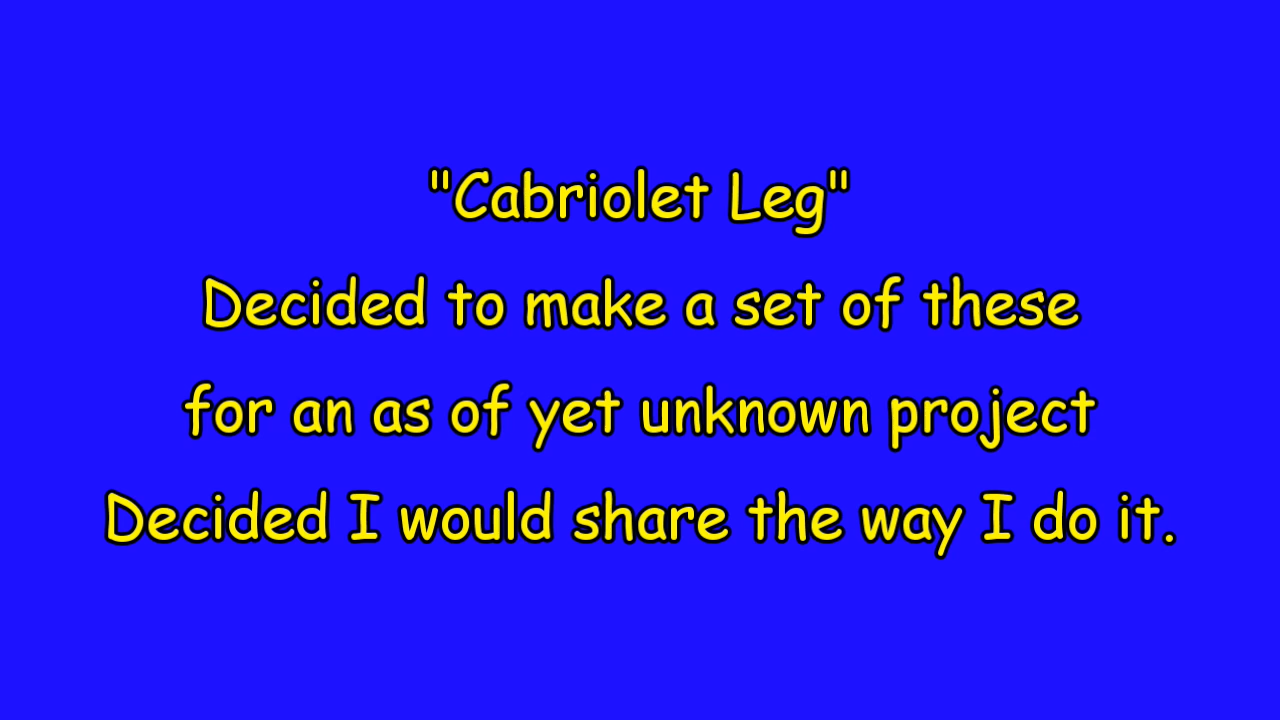 "Cabriolet Leg"
Decided to make a set of these
for an as of yet unknown project
Decided I would share the way I do it.